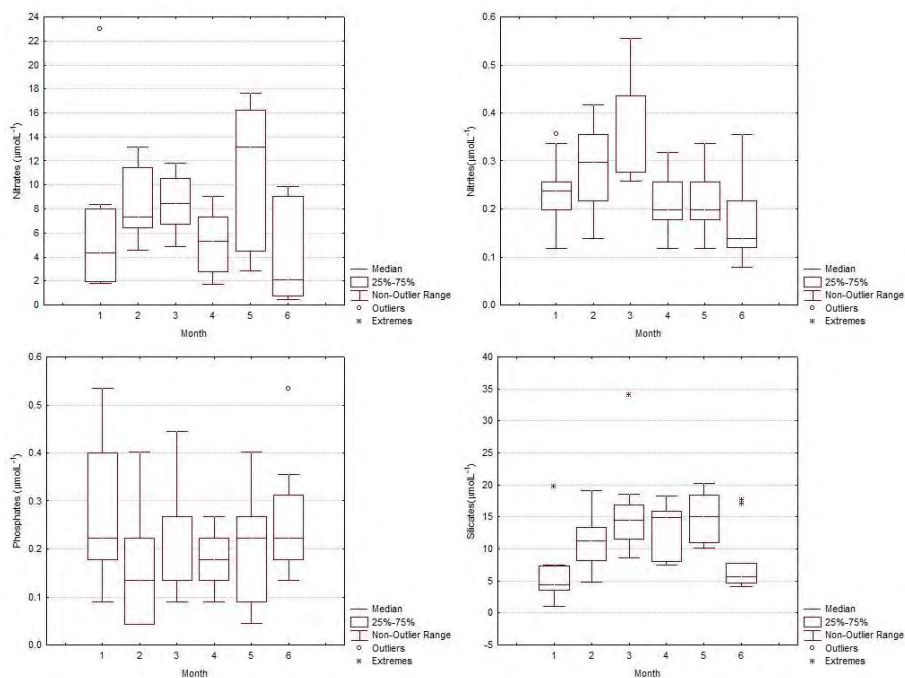 24
22
20
18
16
14
12
10
8
6
4
2
0
Nitrates (µmolL⁻¹)
1 2 3 4 5 6
Month
Median
25%-75%
Non-Outlier Range
Outliers
Extremes
0.6
0.5
0.4
0.3
0.2
0.1
0.0
Nitrites(µmolL⁻¹)
1 2 3 4 5 6
Month
Median
25%-75%
Non-Outlier Range
Outliers
Extremes
0.6
0.5
0.4
0.3
0.2
0.1
0.0
Phosphates (µmolL⁻¹)
1 2 3 4 5 6
Month
Median
25%-75%
Non-Outlier Range
Outliers
Extremes
40
35
30
25
20
15
10
5
0
-5
Silicates(µmolL⁻¹)
1 2 3 4 5 6
Month
Median
25%-75%
Non-Outlier Range
Outliers
Extremes